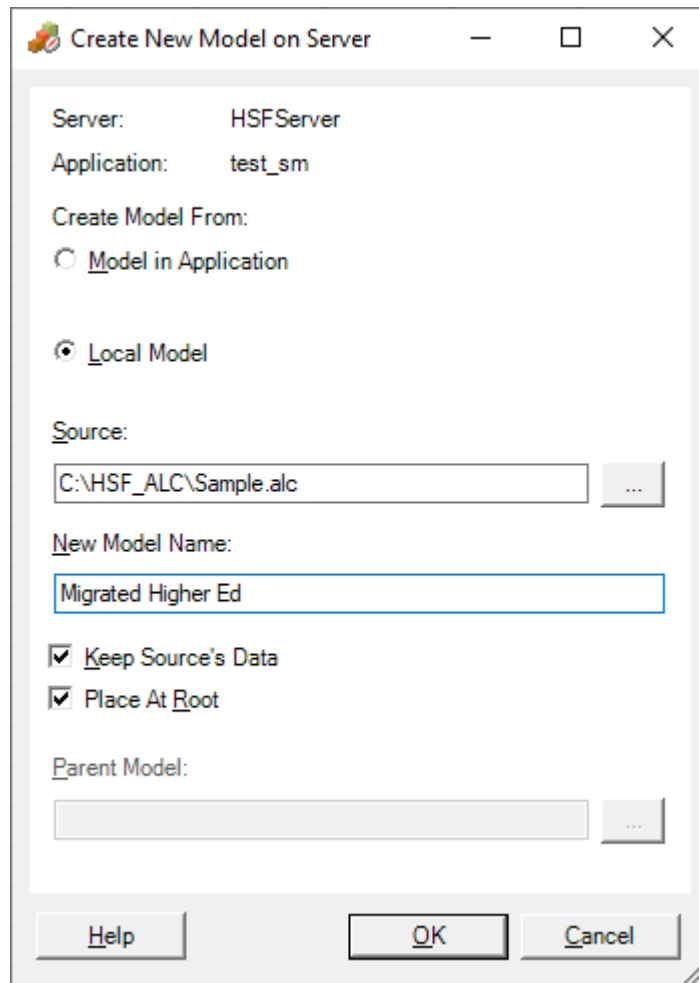 Create New Model on Server
Server: HSFServer
Application: test_sm
Create Model From:
Model in Application
Local Model
Source:
C:\HSF_ALC\Sample.alc ...
New Model Name:
Migrated Higher Ed
Keep Source's Data
Place At Root
Parent Model:
...
Help OK Cancel